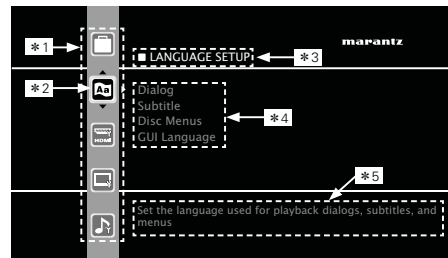 marantz
*1
■ LANGUAGE SETUP
*3
*2
Aa
Dialog
Subtitle
Disc Menus
GUI Language
*4
HDMI
*5
Set the language used for playback dialogs, subtitles, and
menus